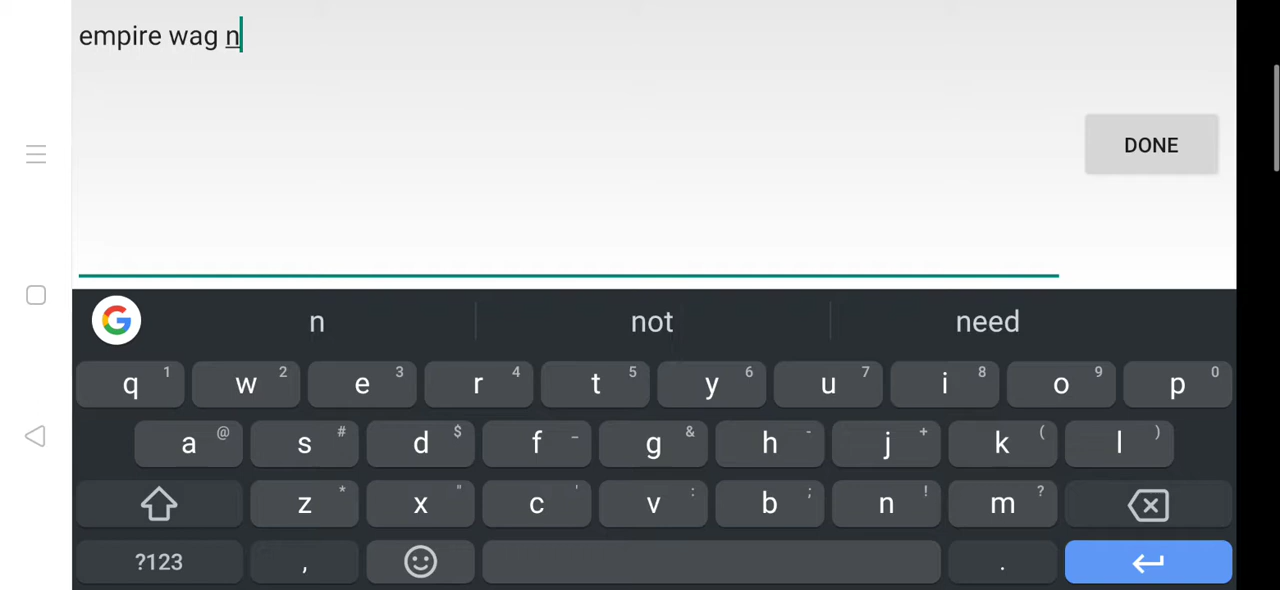 empire wag n
DONE
n not need
q 1 w 2 e 3 r 4 t 5 y 6 u 7 i 8 o 9 p 0
a @ s # d $ f _ g & h - j + k ( l )
z * x " c ' v : b ; n ! m ?
?123 , .